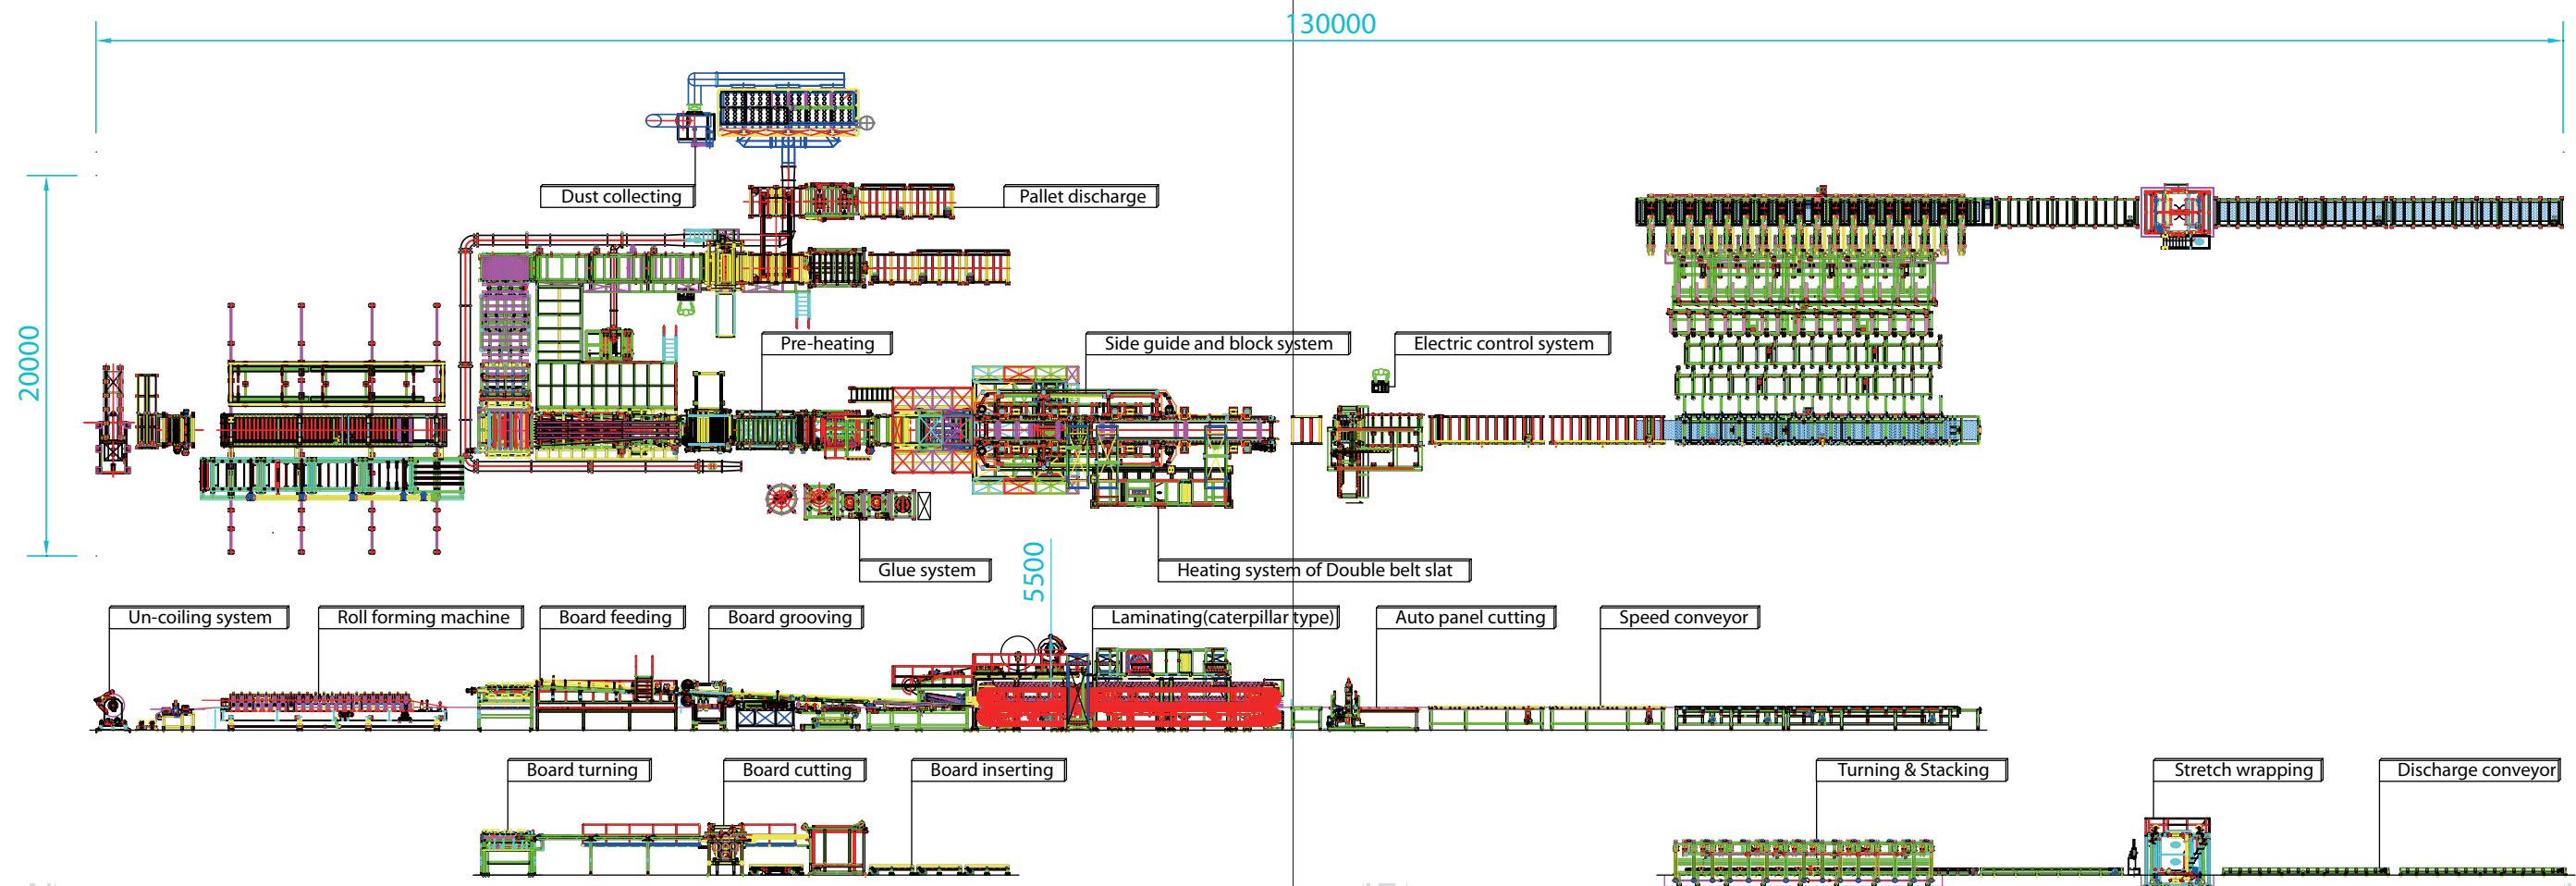 130000
Dust collecting
Pallet discharge
20000
Pre-heating
Side guide and block system
Electric control system
Glue system
Heating system of Double belt slat
5500
Un-coiling system
Roll forming machine
Board feeding
Board grooving
Laminating(caterpillar type)
Auto panel cutting
Speed conveyor
Board turning
Board cutting
Board inserting
Turning & Stacking
Stretch wrapping
Discharge conveyor